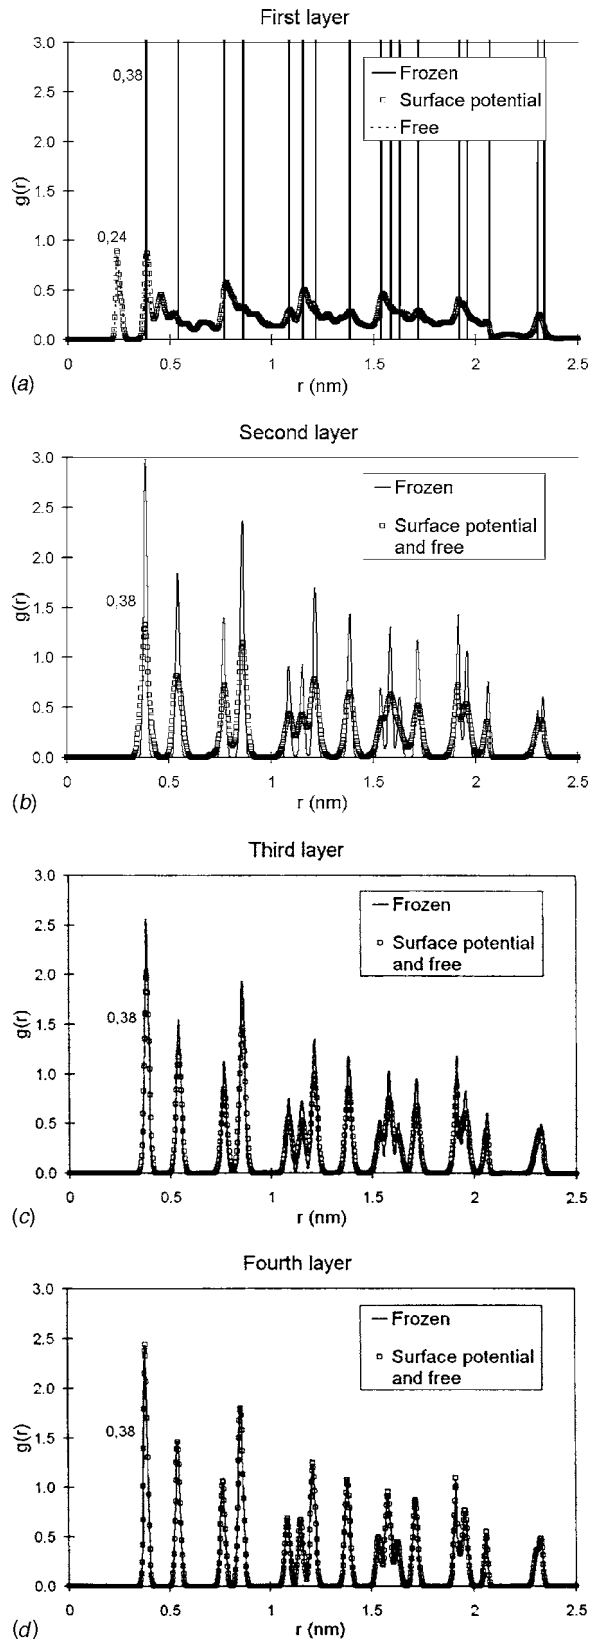 First layer
3.0
2.5
2.0
1.5
1.0
0.5
0.0
g(r)
0,38
0,24
Frozen
Surface potential
Free
0
0.5
1
1.5
2
2.5
(a)
r (nm)
Second layer
3.0
2.5
2.0
1.5
1.0
0.5
0.0
g(r)
0,38
Frozen
Surface potential
and free
0
0.5
1
1.5
2
2.5
(b)
r (nm)
Third layer
3.0
2.5
2.0
1.5
1.0
0.5
0.0
g(r)
0,38
Frozen
Surface potential
and free
0
0.5
1
1.5
2
2.5
(c)
r (nm)
Fourth layer
3.0
2.5
2.0
1.5
1.0
0.5
0.0
g(r)
0,38
Frozen
Surface potential
and free
0
0.5
1
1.5
2
2.5
(d)
r (nm)